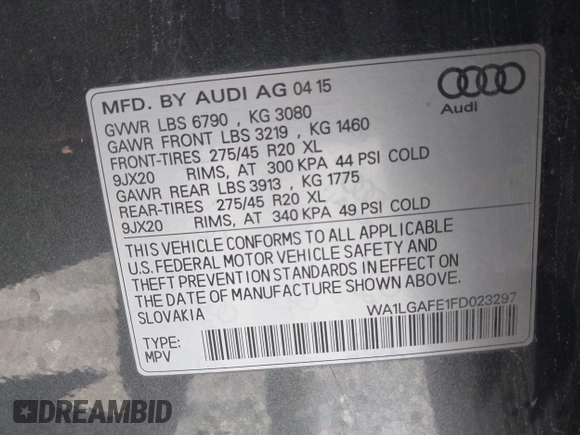 MFD. BY AUDI AG 04 15
GVWR LBS 6790 , KG 3080
GAWR FRONT LBS 3219 , KG 1460
FRONT-TIRES 275/45 R20 XL
9JX20 RIMS, AT 300 KPA 44 PSI COLD
GAWR REAR LBS 3913 , KG 1775
REAR-TIRES 275/45 R20 XL
9JX20 RIMS, AT 340 KPA 49 PSI COLD
Audi
THIS VEHICLE CONFORMS TO ALL APPLICABLE
U.S. FEDERAL MOTOR VEHICLE SAFETY AND
THEFT PREVENTION STANDARDS IN EFFECT ON
THE DATE OF MANUFACTURE SHOWN ABOVE.
SLOVAKIA
WA1LGAFE1FD023297
TYPE:
MPV
DREAMBID